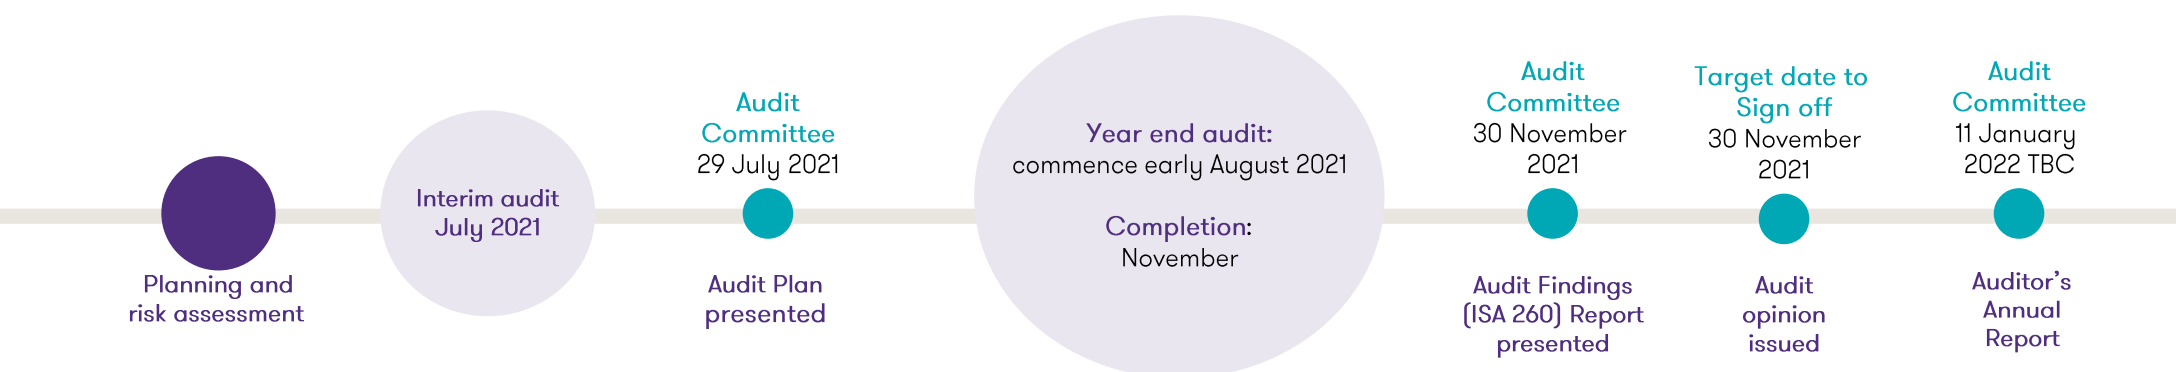 Planning and
risk assessment
Interim audit
July 2021
Audit
Committee
29 July 2021
Audit Plan
presented
Year end audit:
commence early August 2021
Completion:
November
Audit
Committee
30 November
2021
Audit Findings
(ISA 260) Report
presented
Target date to
Sign off
30 November
2021
Audit
opinion
issued
Audit
Committee
11 January
2022 TBC
Auditor's
Annual
Report